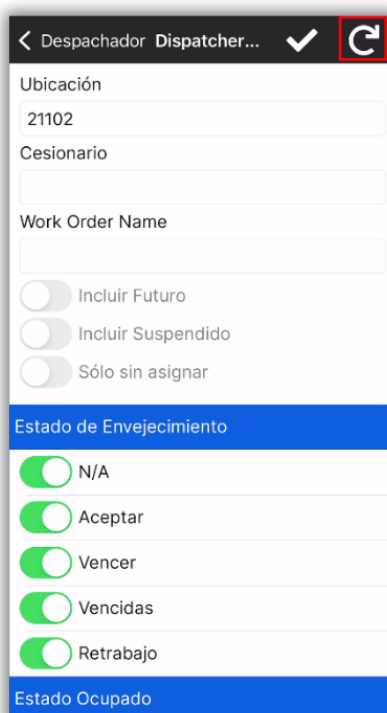 Despachador Dispatcher...
Ubicación
21102
Cesionario
Work Order Name
Incluir Futuro
Incluir Suspendido
Sólo sin asignar
Estado de Envejecimiento
N/A
Aceptar
Vencer
Vencidas
Retrabajo
Estado Ocupado